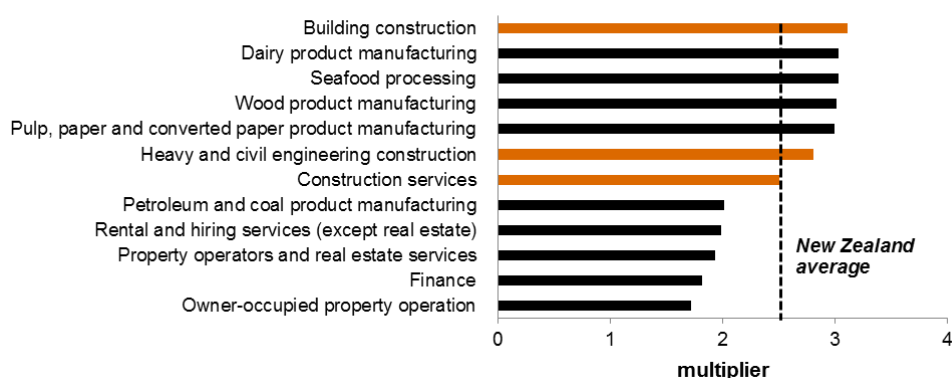 Building construction
Dairy product manufacturing
Seafood processing
Wood product manufacturing
Pulp, paper and converted paper product manufacturing
Heavy and civil engineering construction
Construction services
Petroleum and coal product manufacturing
Rental and hiring services (except real estate)
Property operators and real estate services
Finance
Owner-occupied property operation
New Zealand
average
0 1 2 3 4
multiplier